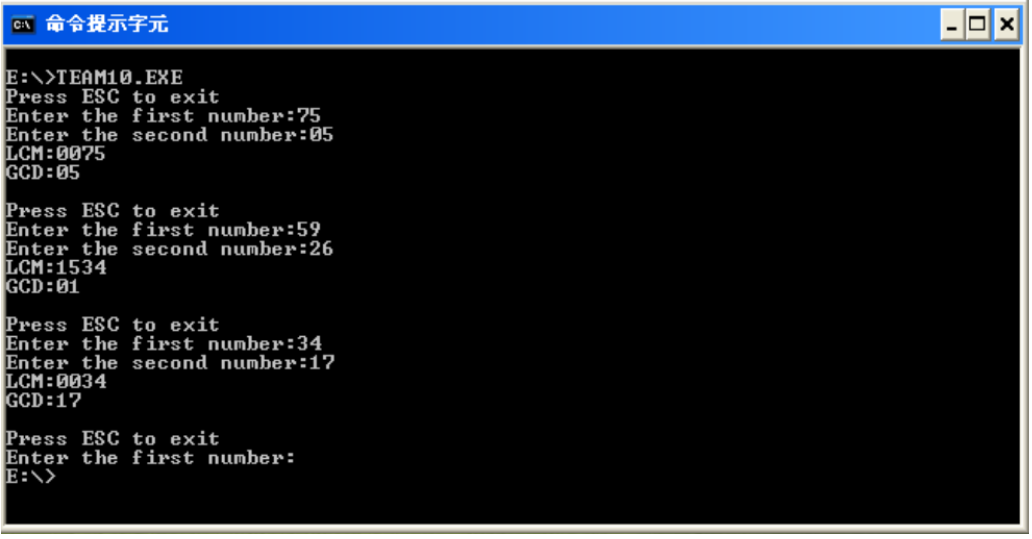 命令提示字元
E:\>TEAM10.EXE
Press ESC to exit
Enter the first number:75
Enter the second number:05
LCM:0075
GCD:05
Press ESC to exit
Enter the first number:59
Enter the second number:26
LCM:1534
GCD:01
Press ESC to exit
Enter the first number:34
Enter the second number:17
LCM:0034
GCD:17
Press ESC to exit
Enter the first number:
E:\>